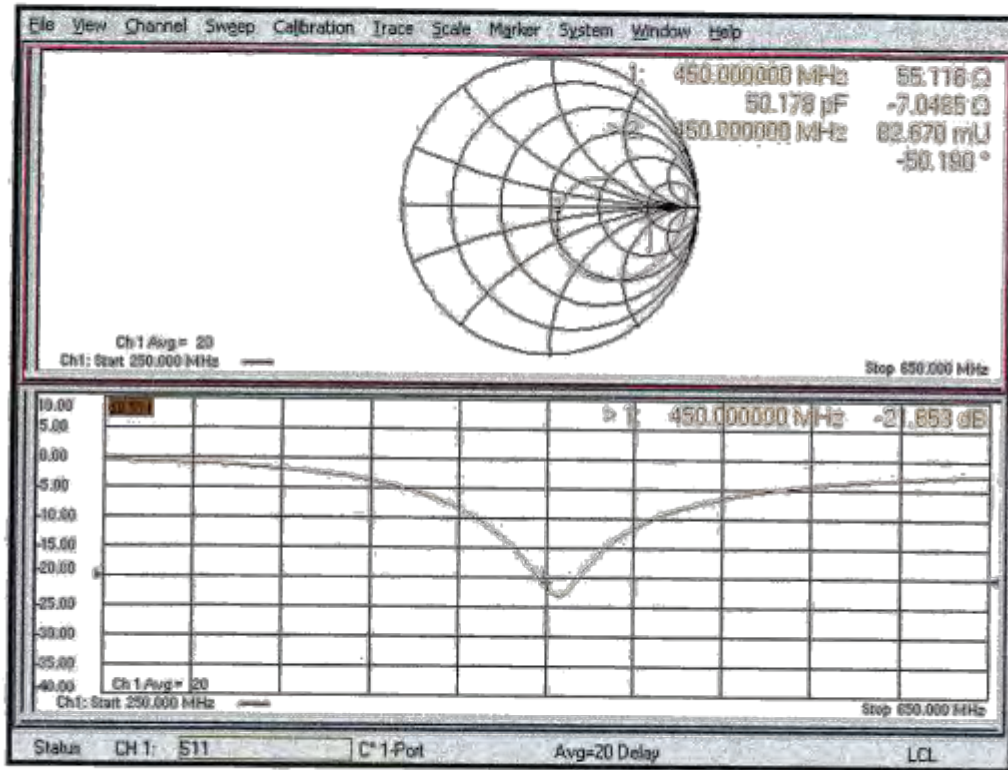 File View Channel Sweep Calibration Trace Scale Marker System Window Help
1: 450.000000 MHz 55.116 Ω
50.178 pF -7.0485 Ω
> 2: 450.000000 MHz 82.670 mU
-50.190 °
Ch 1 Avg = 20
Ch1: Start 250.000 MHz
Stop 650.000 MHz
10.00
> 1: 450.000000 MHz -21.653 dB
5.00
0.00
-5.00
-10.00
-15.00
-20.00
-25.00
-30.00
-35.00
-40.00
Ch 1 Avg = 20
Ch1: Start 250.000 MHz
Stop 650.000 MHz
Status CH 1: S11 C* 1-Port Avg=20 Delay LCL